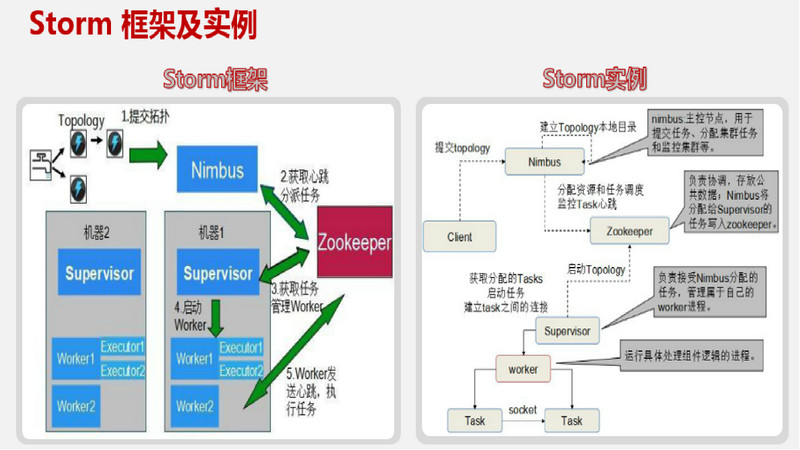 Storm 框架及实例
Storm框架
Topology
1.提交拓扑
Nimbus
2.获取心跳
分派任务
Zookeeper
机器2
机器1
Supervisor
Supervisor
3.获取任务
管理Worker
4.启动
Worker
Worker1
Executor1
Executor2
Worker2
Worker1
Executor1
Executor2
Worker2
5.Worker发
送心跳，执
行任务
Storm实例
提交topology
建立Topology本地目录
Nimbus
nimbus:主控节点，用于
提交任务、分配集群任务
和监控集群等。
分配资源和任务调度
监控Task心跳
Client
Zookeeper
负责协调，存放公
共数据；Nimbus将
分配给Supervisor的
任务写入zookeeper。
获取分配的Tasks
启动任务
建立task之间的连接
启动Topology
Supervisor
负责接受Nimbus分配的
任务，管理属于自己的
worker进程。
worker
运行具体处理组件逻辑的进程。
Task
socket
Task